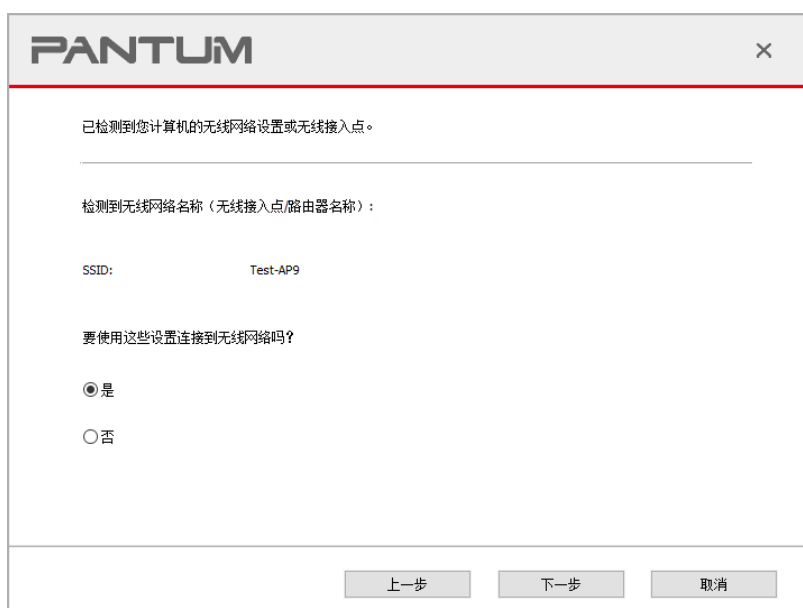 PANTUM
已检测到您计算机的无线网络设置或无线接入点。
检测到无线网络名称（无线接入点/路由器名称）:
SSID: Test-AP9
要使用这些设置连接到无线网络吗?
是
否
上一步 下一步 取消